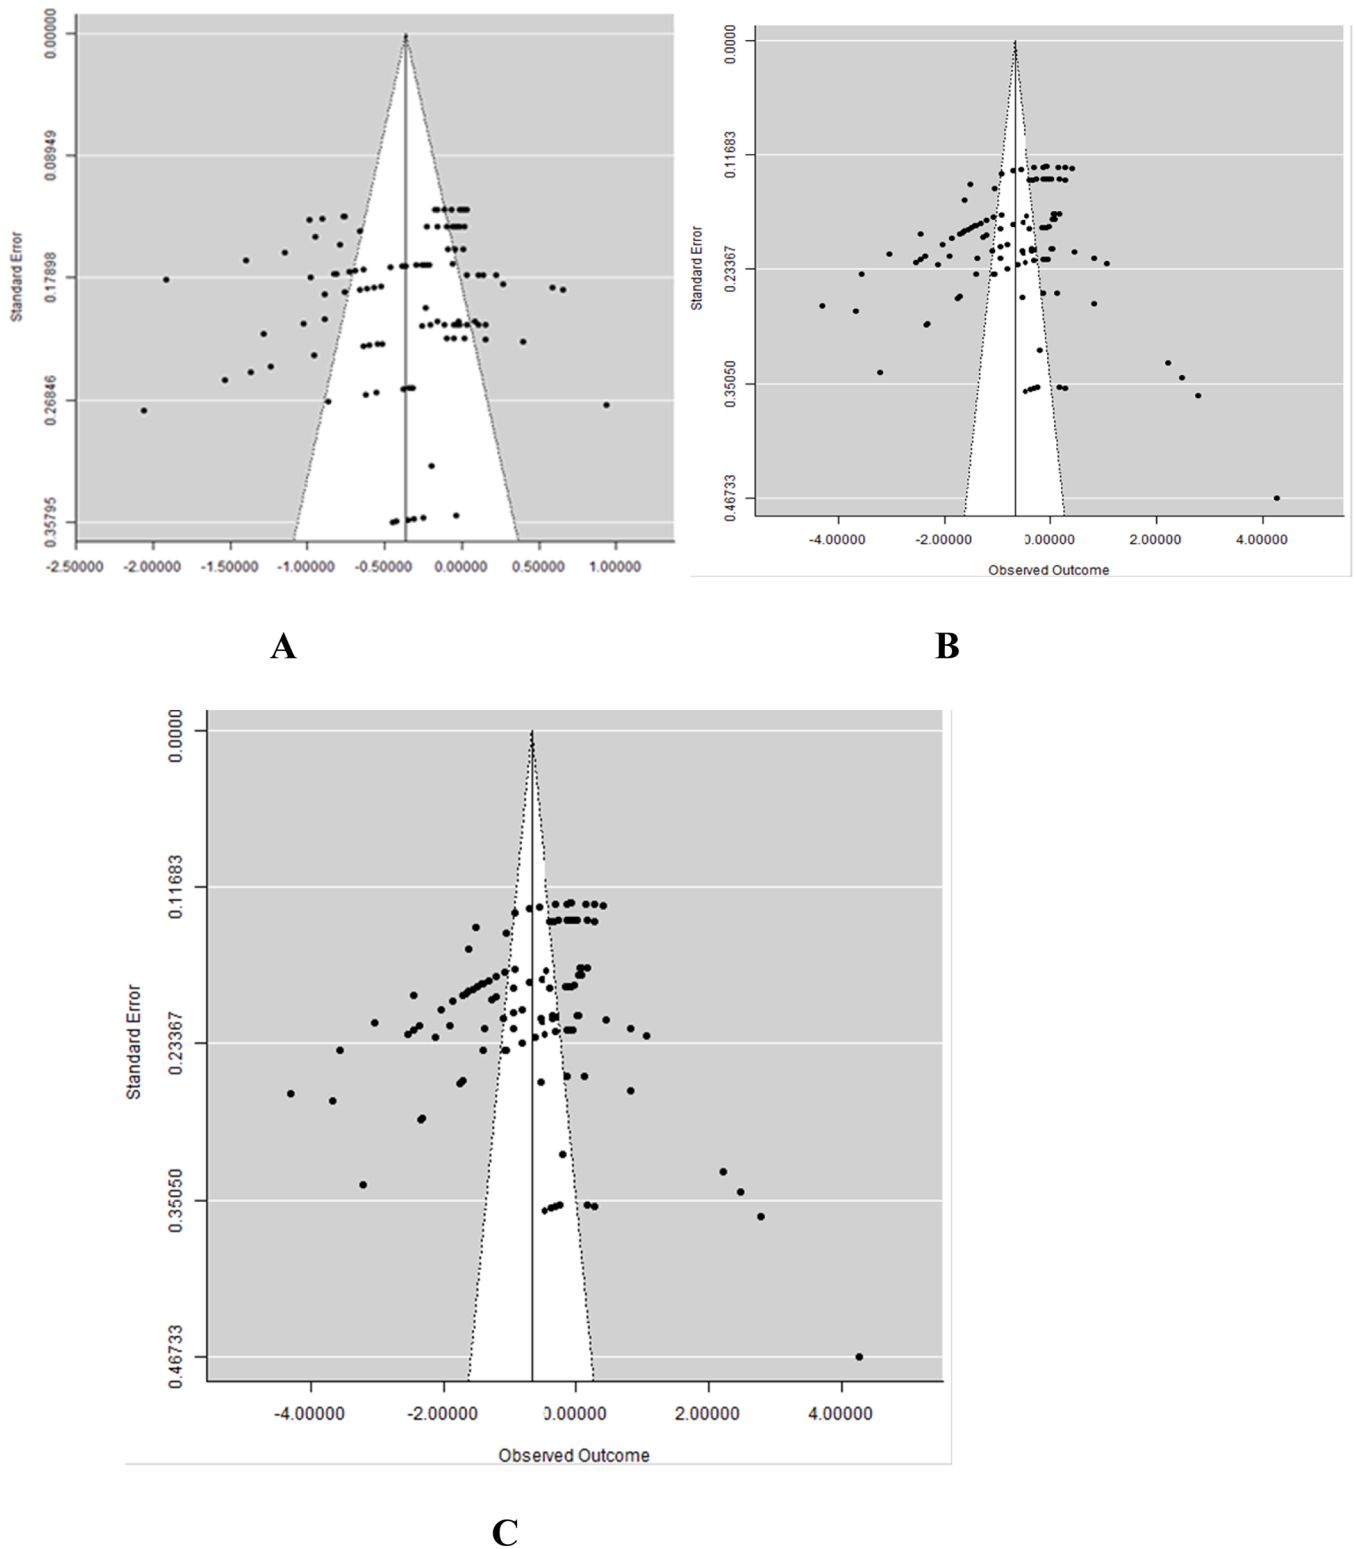 Standard Error
0.00000
0.08949
0.17898
0.26846
0.35795
-2.50000 -2.00000 -1.50000 -1.00000 -0.50000 0.00000 0.50000 1.00000
A
Standard Error
0.0000
0.11683
0.23367
0.35050
0.46733
-4.00000 -2.00000 0.00000 2.00000 4.00000
Observed Outcome
B
Standard Error
0.0000
0.11683
0.23367
0.35050
0.46733
-4.00000 -2.00000 0.00000 2.00000 4.00000
Observed Outcome
C